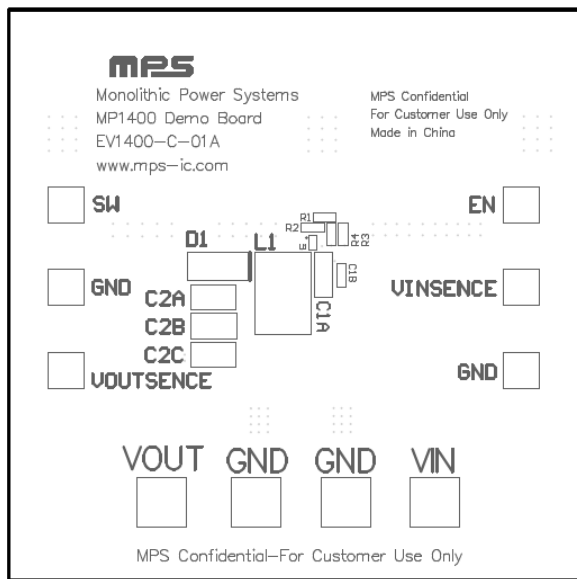 mps
Monolithic Power Systems
MP1400 Demo Board
EV1400-C-01A
www.mps-ic.com
MPS Confidential
For Customer Use Only
Made in China
SW
EN
R1
R2
R4
R3
D1
L1
C1B
GND
VINSENCE
C2A
C1A
C2B
C2C
VOUTSENCE
GND
VOUT GND GND VIN
MPS Confidential-For Customer Use Only